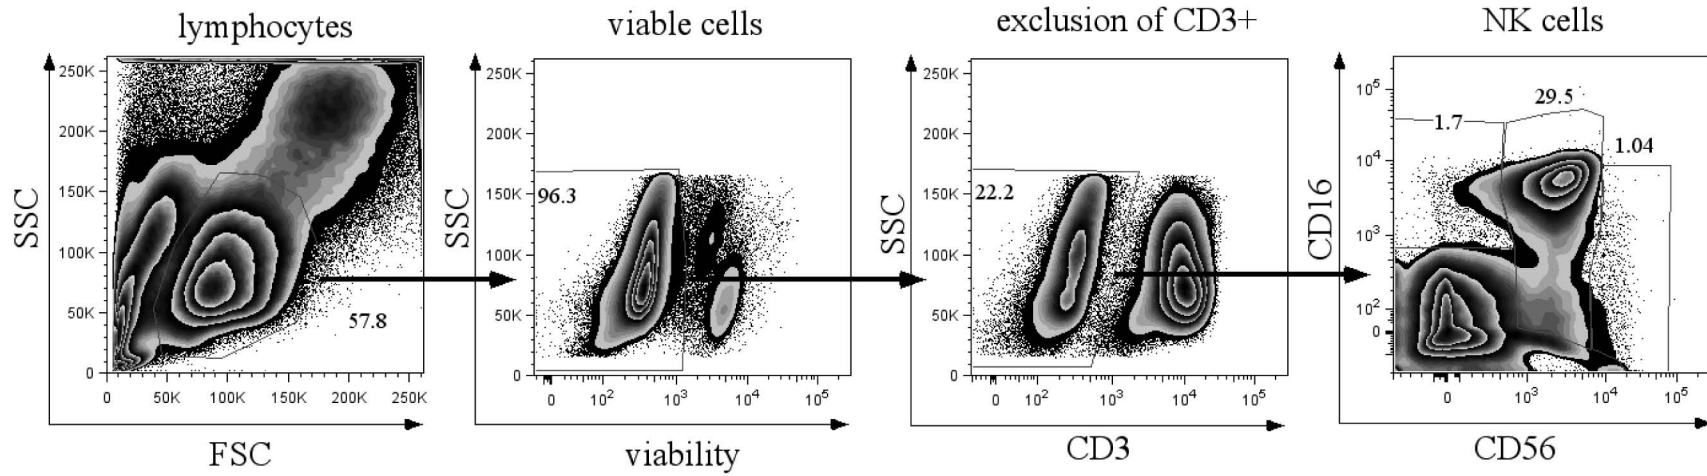 lymphocytes
viable cells
exclusion of CD3+
NK cells
SSC
250K
200K
150K
100K
50K
0
57.8
0
50K
100K
150K
200K
250K
FSC
SSC
250K
200K
150K
100K
50K
0
96.3
0
10²
10³
10⁴
10⁵
viability
SSC
250K
200K
150K
100K
50K
0
22.2
0
10²
10³
10⁴
10⁵
CD3
CD16
10⁵
10⁴
10³
10²
0
1.7
29.5
1.04
0
10³
10⁴
10⁵
CD56